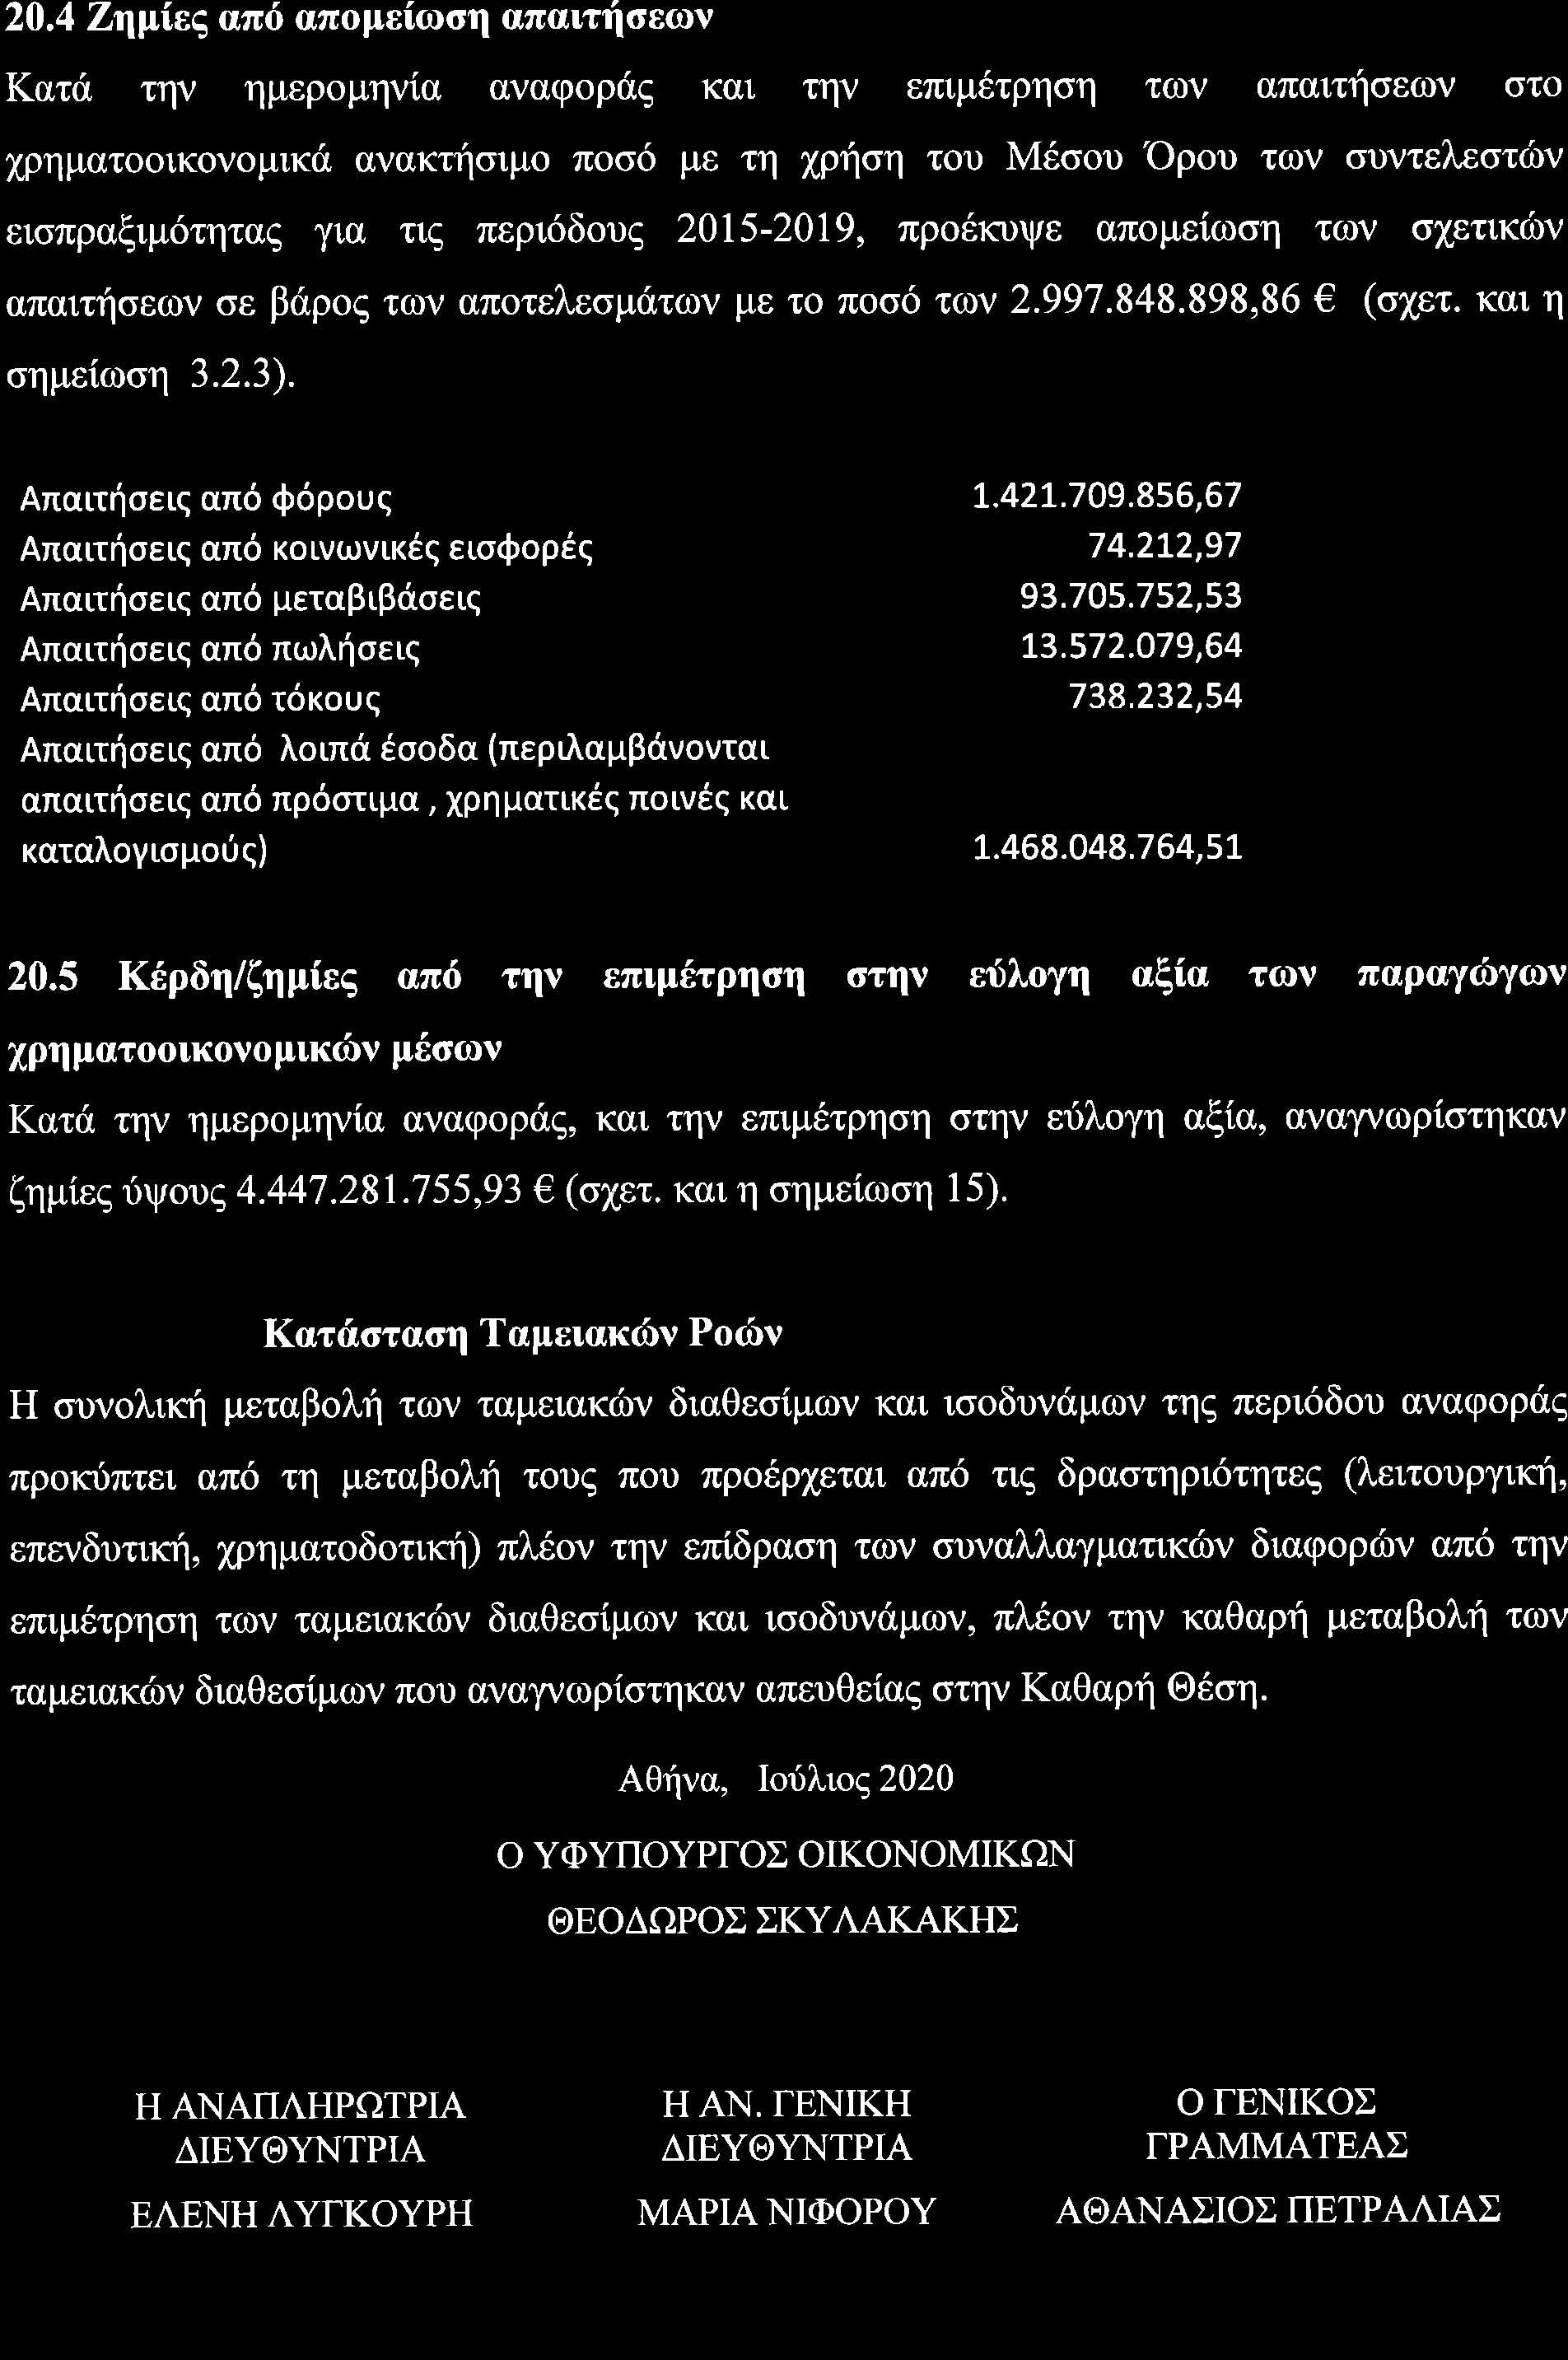 20.4 Ζημίες από απομείωση απαιτήσεων
Κατά την ημερομηνία αναφοράς και την επιμέτρηση των απαιτήσεων στο
χρηματοοικονομικά ανακτήσιμο ποσό με τη χρήση του Μέσου Όρου των συντελεστών
εισπραξιμότητας για τις περιόδους 2015-2019, προέκυψε απομείωση των σχετικών
απαιτήσεων σε βάρος των αποτελεσμάτων με το ποσό των 2.997.848.898,86 € (σχετ. και η
σημείωση 3.2.3).
Απαιτήσεις από φόρους 1.421.709.856,67
Απαιτήσεις από κοινωνικές εισφορές 74.212,97
Απαιτήσεις από μεταβιβάσεις 93.705.752,53
Απαιτήσεις από πωλήσεις 13.572.079,64
Απαιτήσεις από τόκους 738.232,54
Απαιτήσεις από λοιπά έσοδα (περιλαμβάνονται
απαιτήσεις από πρόστιμα , χρηματικές ποινές και
καταλογισμούς) 1.468.048.764,51
20.5 Κέρδη/ζημίες από την επιμέτρηση στην εύλογη αξία των παραγώγων
χρηματοοικονομικών μέσων
Κατά την ημερομηνία αναφοράς, και την επιμέτρηση στην εύλογη αξία, αναγνωρίστηκαν
ζημίες ύψους 4.447.281.755,93 € (σχετ. και η σημείωση 15).
Κατάσταση Ταμειακών Ροών
Η συνολική μεταβολή των ταμειακών διαθεσίμων και ισοδυνάμων της περιόδου αναφοράς
προκύπτει από τη μεταβολή τους που προέρχεται από τις δραστηριότητες (λειτουργική,
επενδυτική, χρηματοδοτική) πλέον την επίδραση των συναλλαγματικών διαφορών από την
επιμέτρηση των ταμειακών διαθεσίμων και ισοδυνάμων, πλέον την καθαρή μεταβολή των
ταμειακών διαθεσίμων που αναγνωρίστηκαν απευθείας στην Καθαρή Θέση.
Αθήνα, Ιούλιος 2020
Ο ΥΦΥΠΟΥΡΓΟΣ ΟΙΚΟΝΟΜΙΚΩΝ
ΘΕΟΔΩΡΟΣ ΣΚΥΛΑΚΑΚΗΣ
Η ΑΝΑΠΛΗΡΩΤΡΙΑ Η ΑΝ. ΓΕΝΙΚΗ Ο ΓΕΝΙΚΟΣ
ΔΙΕΥΘΥΝΤΡΙΑ ΔΙΕΥΘΥΝΤΡΙΑ ΓΡΑΜΜΑΤΕΑΣ
ΕΛΕΝΗ ΛΥΓΚΟΥΡΗ ΜΑΡΙΑ ΝΙΦΟΡΟΥ ΑΘΑΝΑΣΙΟΣ ΠΕΤΡΑΛΙΑΣ